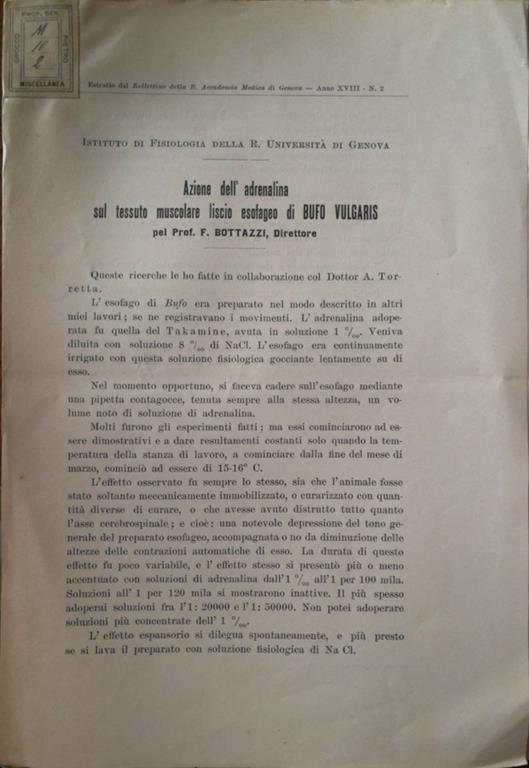 PROF. SER.
GROCCO
PIETRO
M
10
2
MISCELLANEA
Estratto dal Bollettino della R. Accademia Medica di Genova — Anno XVIII - N. 2
ISTITUTO DI FISIOLOGIA DELLA R. UNIVERSITÀ DI GENOVA
Azione dell' adrenalina
sul tessuto muscolare liscio esofageo di BUFO VULGARIS
pel Prof. F. BOTTAZZI, Direttore
Queste ricerche le ho fatte in collaborazione col Dottor A. Tor-
retta.
L' esofago di Bufo era preparato nel modo descritto in altri
miei lavori; se ne registravano i movimenti. L' adrenalina adope-
rata fu quella del Takamine, avuta in soluzione 1 °/₀₀. Veniva
diluita con soluzione 8 °/₀₀ di NaCl. L'esofago era continuamente
irrigato con questa soluzione fisiologica gocciante lentamente su di
esso.
Nel momento opportuno, si faceva cadere sull'esofago mediante
una pipetta contagocce, tenuta sempre alla stessa altezza, un vo-
lume noto di soluzione di adrenalina.
Molti furono gli esperimenti fatti; ma essi cominciarono ad es-
sere dimostrativi e a dare resultamenti costanti solo quando la tem-
peratura della stanza di lavoro, a cominciare dalla fine del mese di
marzo, cominciò ad essere di 15-16° C.
L'effetto osservato fu sempre lo stesso, sia che l'animale fosse
stato soltanto meccanicamente immobilizzato, o curarizzato con quan-
tità diverse di curare, o che avesse avuto distrutto tutto quanto
l'asse cerebrospinale; e cioè: una notevole depressione del tono ge-
nerale del preparato esofageo, accompagnata o no da diminuzione delle
altezze delle contrazioni automatiche di esso. La durata di questo
effetto fu poco variabile, e l' effetto stesso si presentò più o meno
accentuato con soluzioni di adrenalina dall'1 °/₀₀ all'1 per 100 mila.
Soluzioni all' 1 per 120 mila si mostrarono inattive. Il più spesso
adoperai soluzioni fra l'1: 20000 e l'1: 50000. Non potei adoperare
soluzioni più concentrate dell' 1 °/₀₀.
L' effetto espansorio si dilegua spontaneamente, e più presto
se si lava il preparato con soluzione fisiologica di Na Cl.